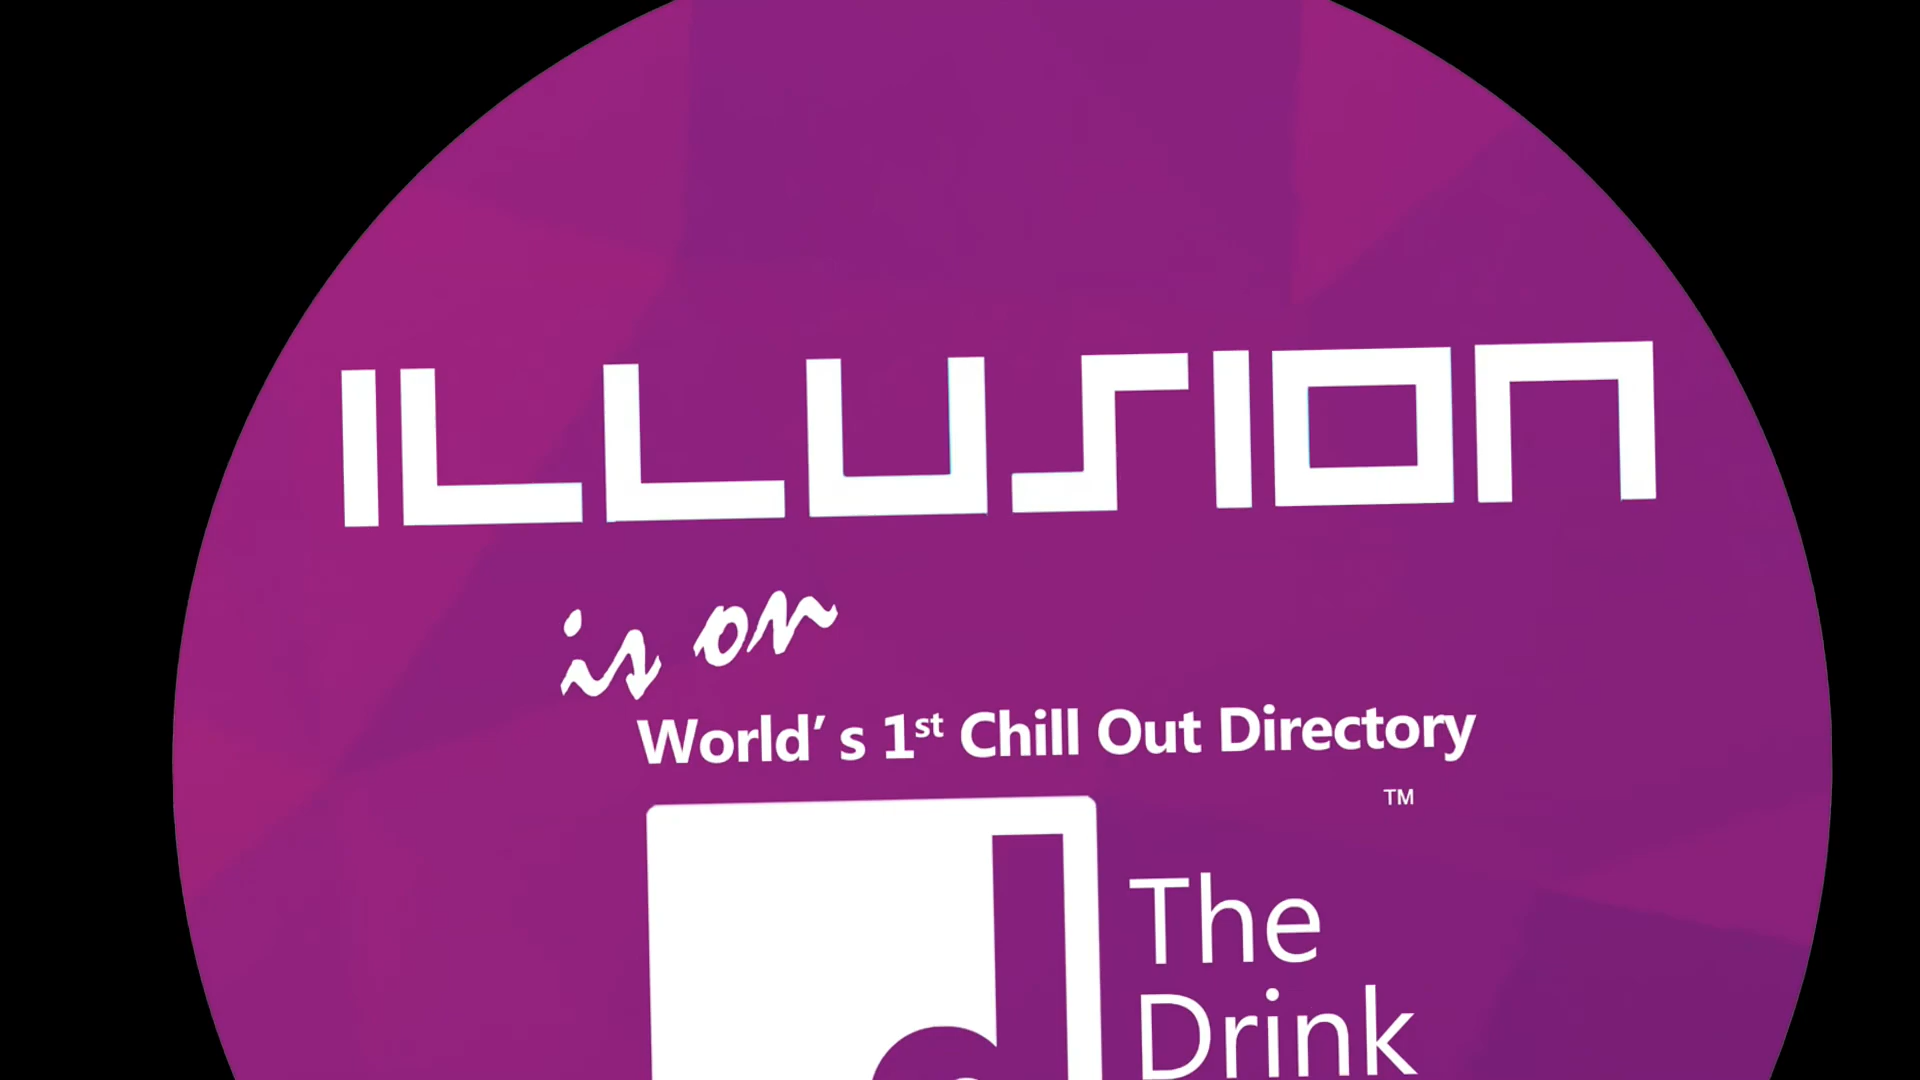 ILLUSION
is on
World's 1st Chill Out Directory
TM
The
Drink